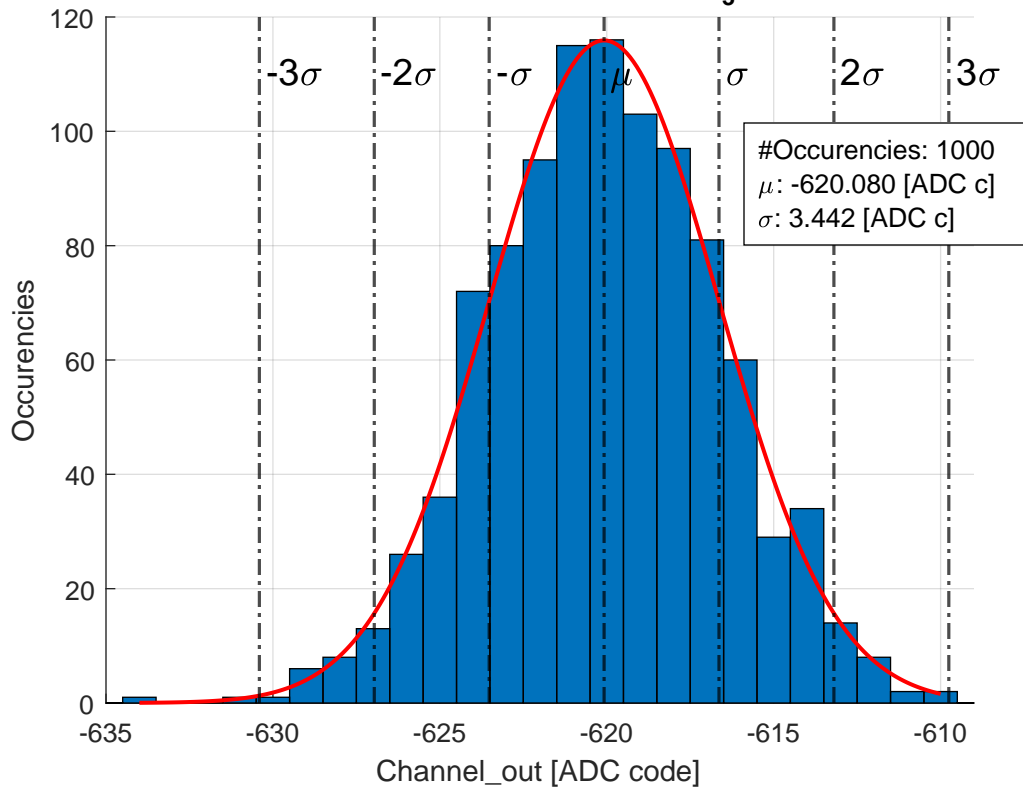 120
100
80
60
40
20
0
-3σ
-2σ
-σ
μ
σ
2σ
3σ
#Occurencies: 1000
μ: -620.080 [ADC c]
σ: 3.442 [ADC c]
Occurencies
-635
-630
-625
-620
-615
-610
Channel_out [ADC code]